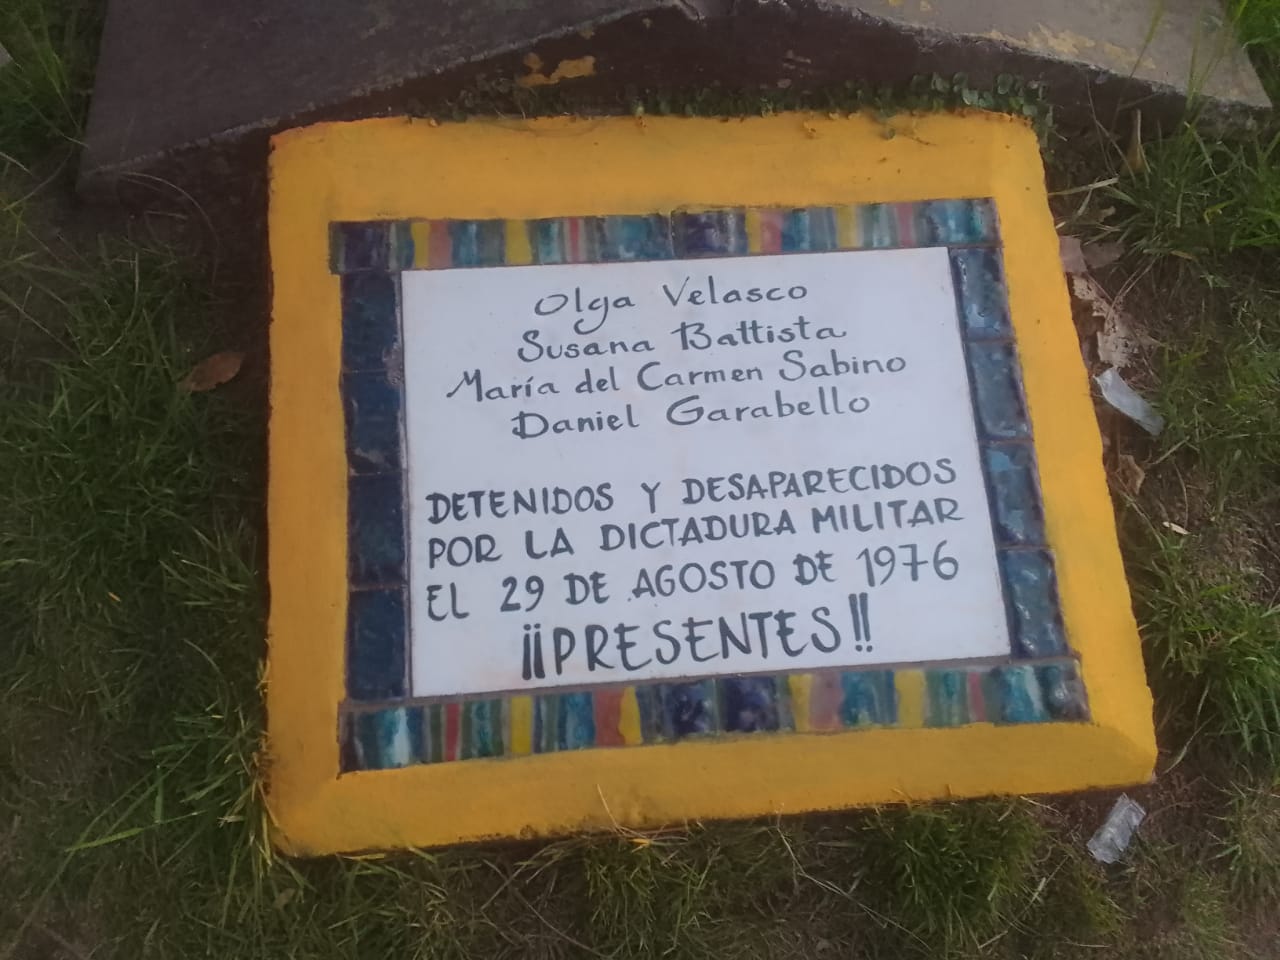 Olga Velasco
Susana Battista
María del Carmen Sabino
Daniel Garabello
DETENIDOS Y DESAPARECIDOS
POR LA DICTADURA MILITAR
EL 29 DE AGOSTO DE 1976
¡¡PRESENTES!!